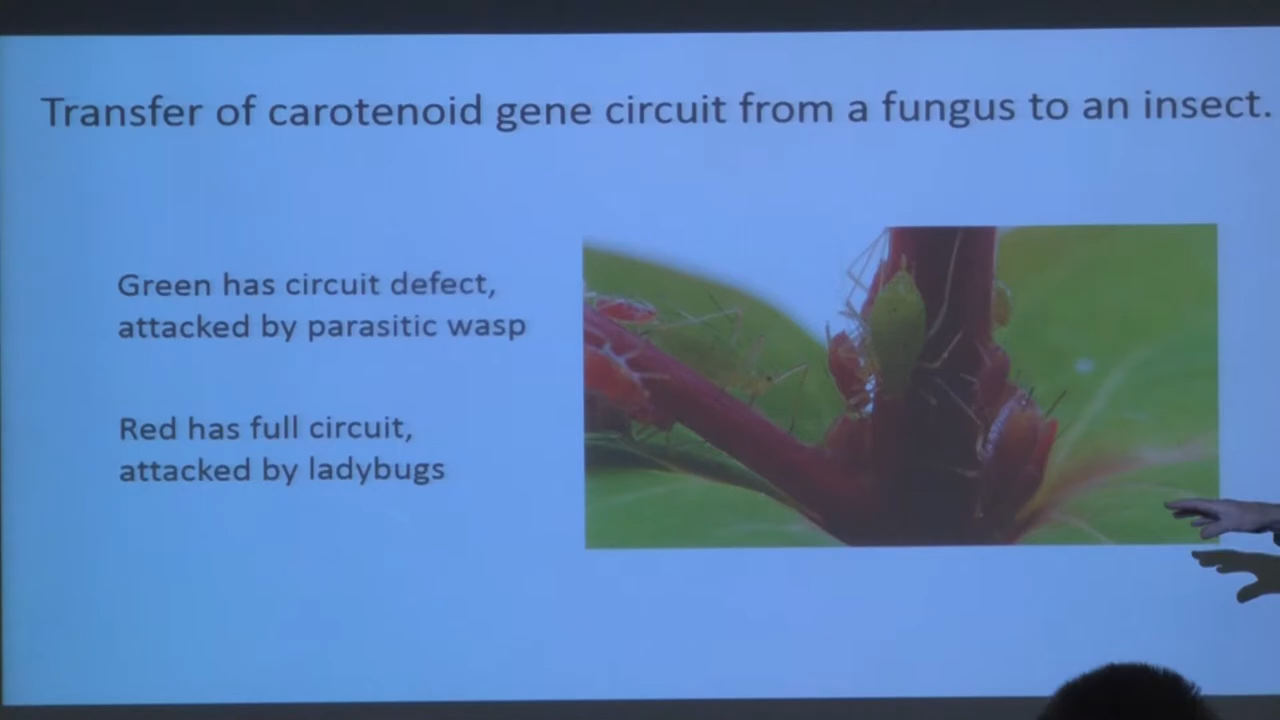 Transfer of carotenoid gene circuit from a fungus to an insect.
Green has circuit defect,
attacked by parasitic wasp
Red has full circuit,
attacked by ladybugs